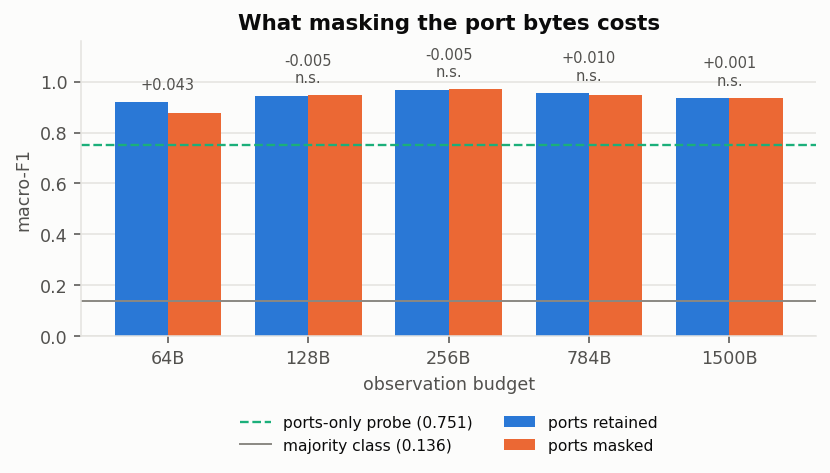 What masking the port bytes costs
+0.043
-0.005
n.s.
-0.005
n.s.
+0.010
n.s.
+0.001
n.s.
1.0
0.8
0.6
0.4
0.2
0.0
macro-F1
64B
128B
256B
784B
1500B
observation budget
ports-only probe (0.751)
majority class (0.136)
ports retained
ports masked